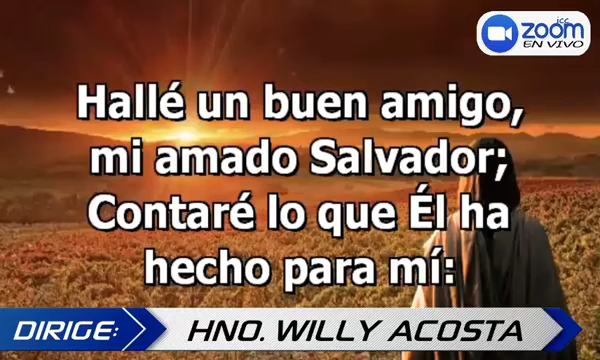 jcc
zoom
EN VIVO
Hallé un buen amigo,
mi amado Salvador;
Contaré lo que Él ha
hecho para mí:
DIRIGE:
HNO. WILLY ACOSTA